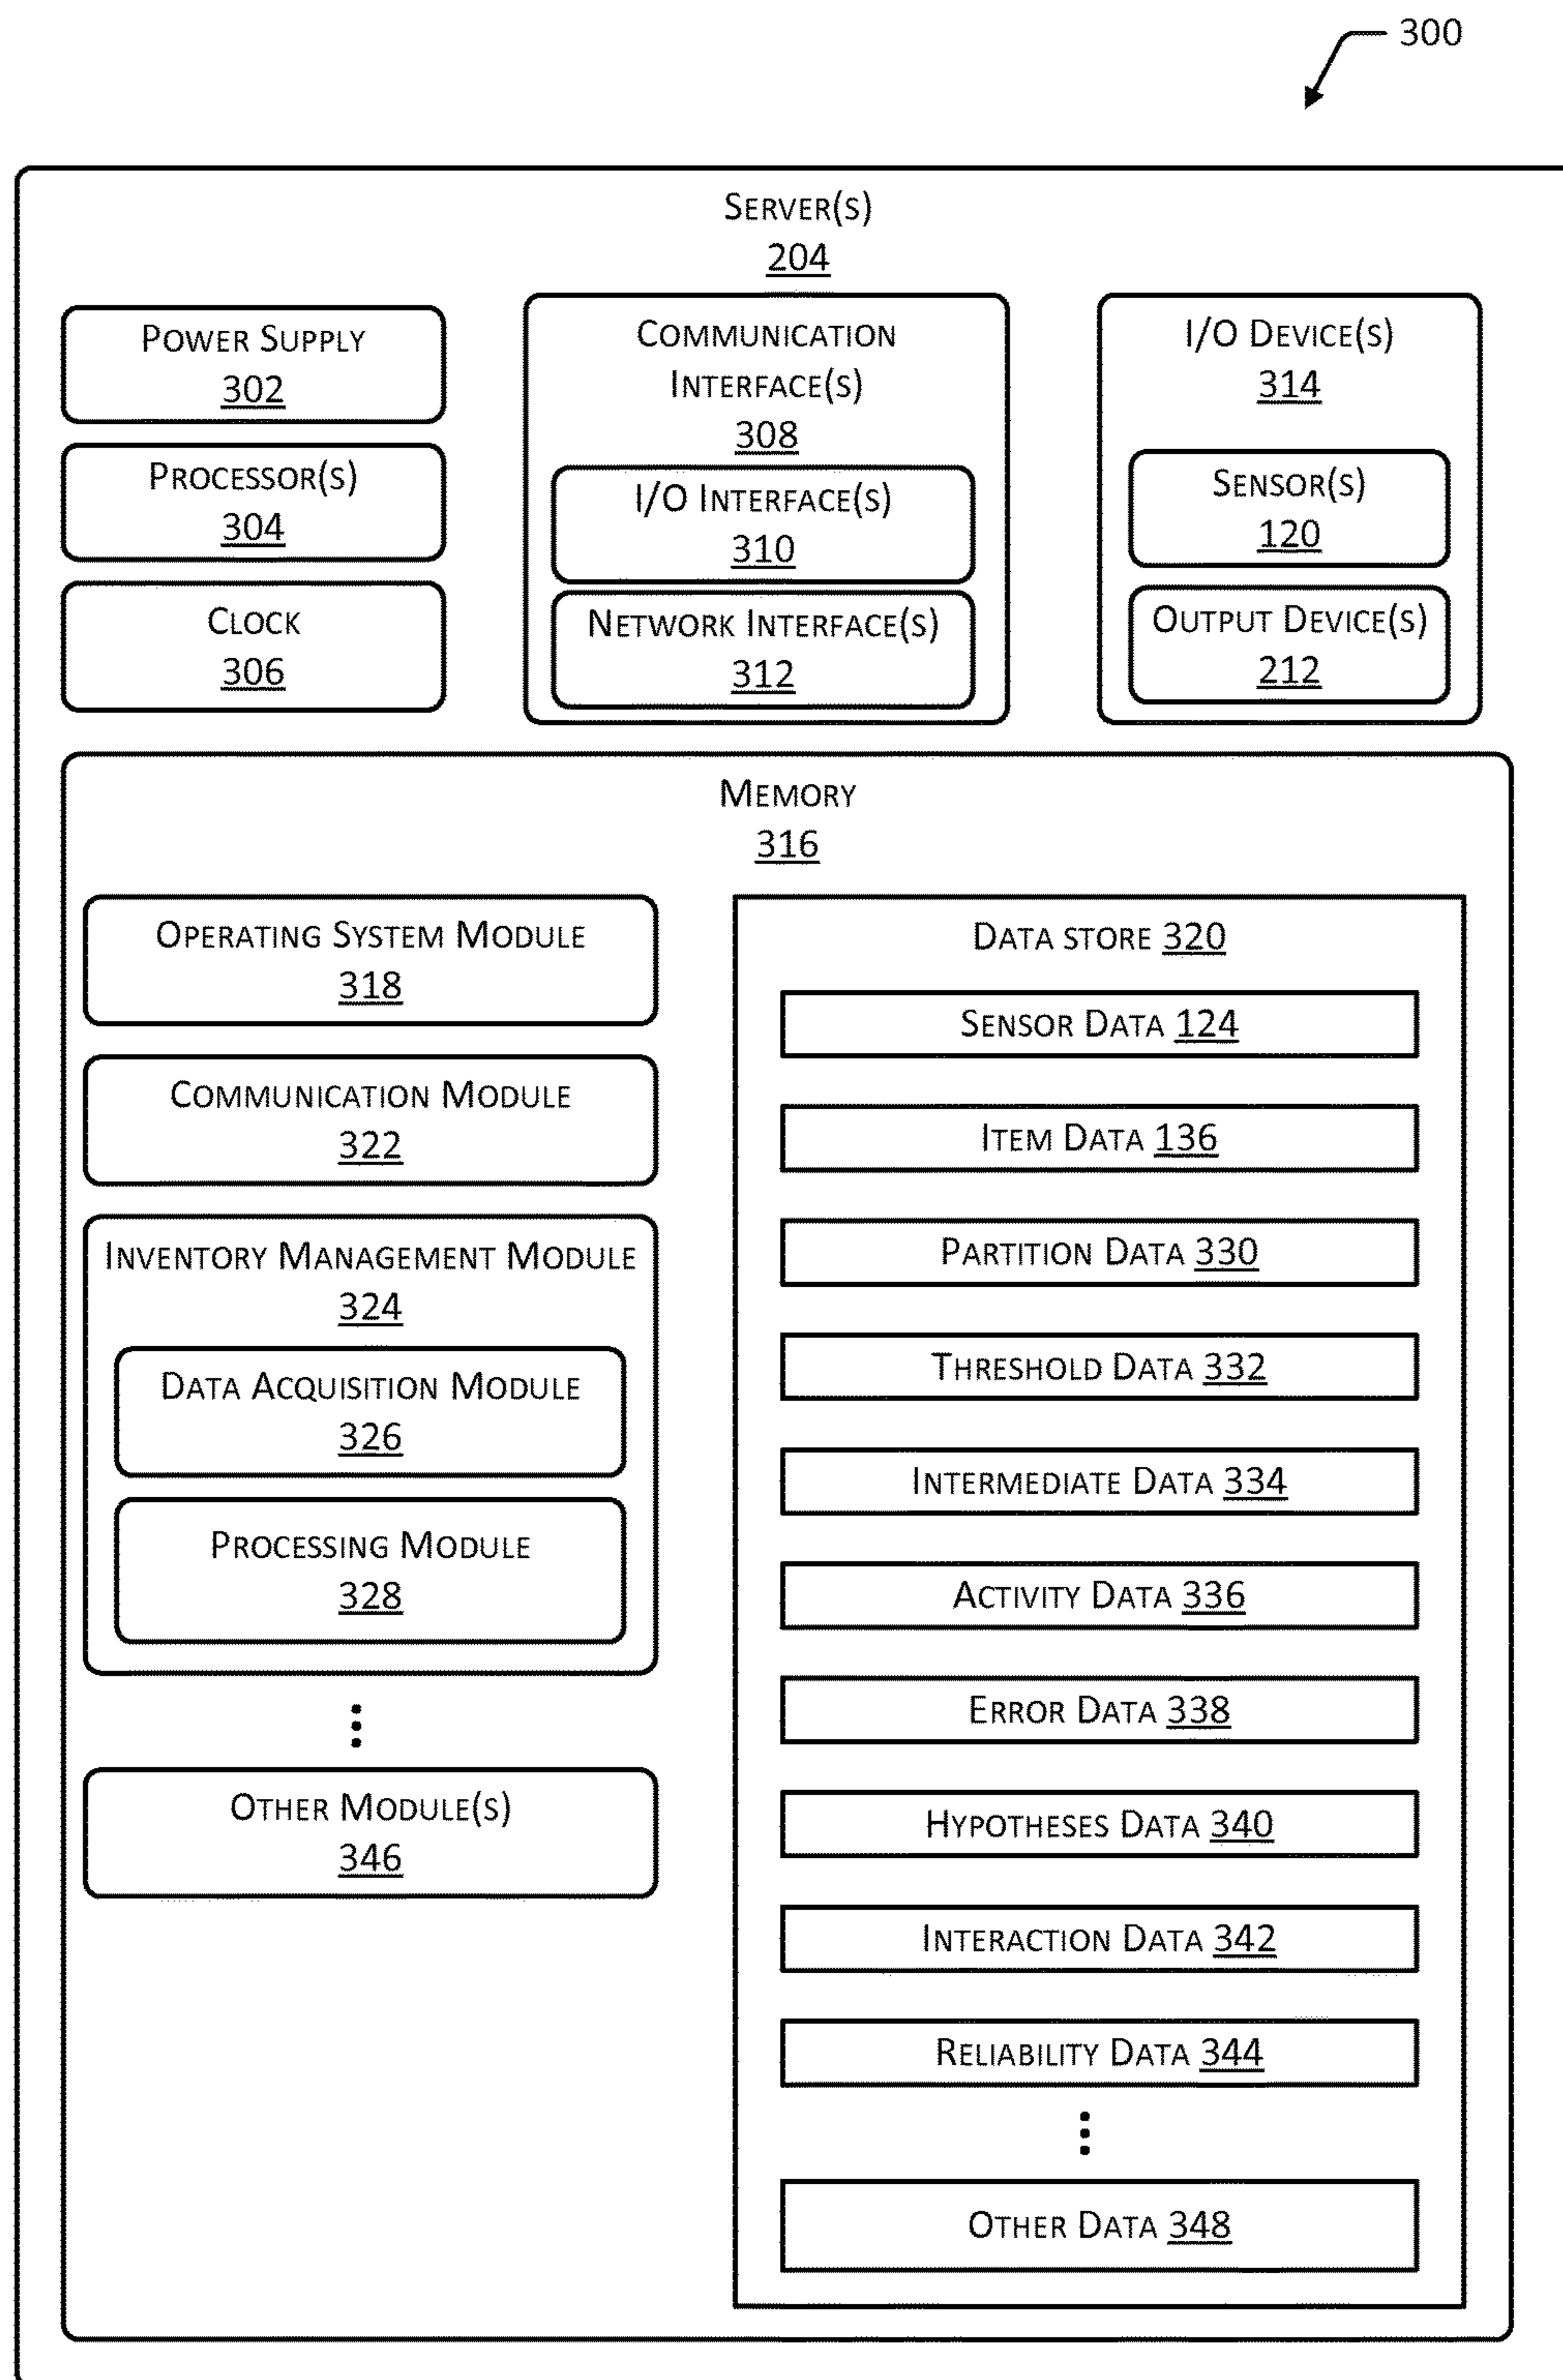 300
Server(s)
204
Power Supply
302
Processor(s)
304
Clock
306
Communication
Interface(s)
308
I/O Interface(s)
310
Network Interface(s)
312
I/O Device(s)
314
Sensor(s)
120
Output Device(s)
212
Memory
316
Operating System Module
318
Communication Module
322
Inventory Management Module
324
Data Acquisition Module
326
Processing Module
328
Other Module(s)
346
Data store 320
Sensor Data 124
Item Data 136
Partition Data 330
Threshold Data 332
Intermediate Data 334
Activity Data 336
Error Data 338
Hypotheses Data 340
Interaction Data 342
Reliability Data 344
Other Data 348